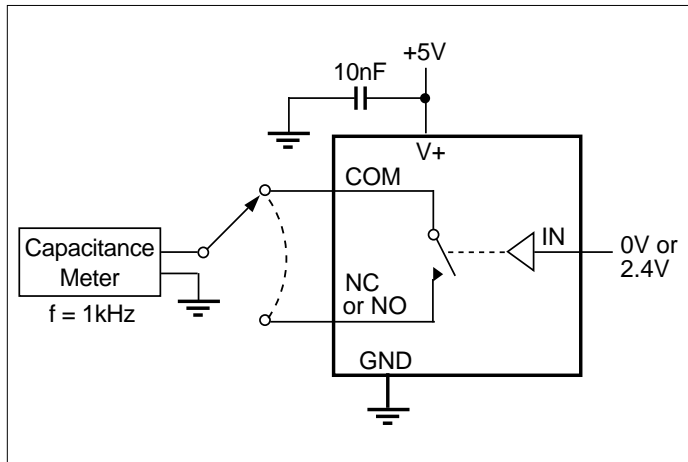 +5V
10nF
V+
COM
Capacitance
Meter
f = 1kHz
IN
0V or
2.4V
NC
or NO
GND